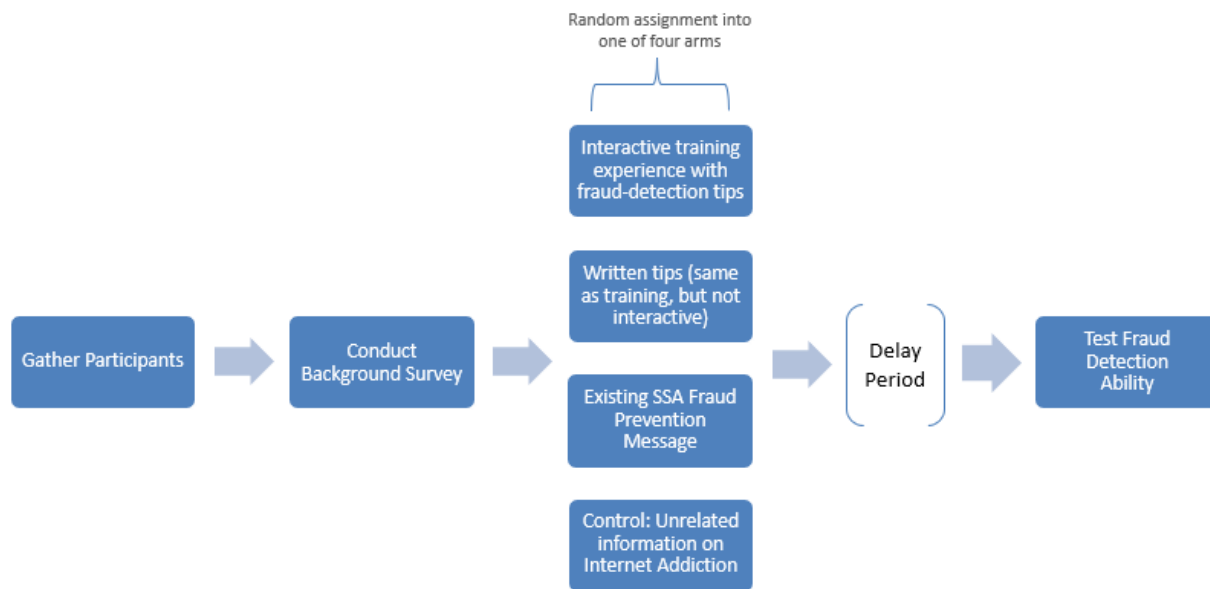 Random assignment into
one of four arms
Interactive training
experience with
fraud-detection tips
Written tips (same
as training, but not
interactive)
Gather Participants
Conduct
Background Survey
Existing SSA Fraud
Prevention
Message
Control: Unrelated
information on
Internet Addiction
Delay
Period
Test Fraud
Detection
Ability